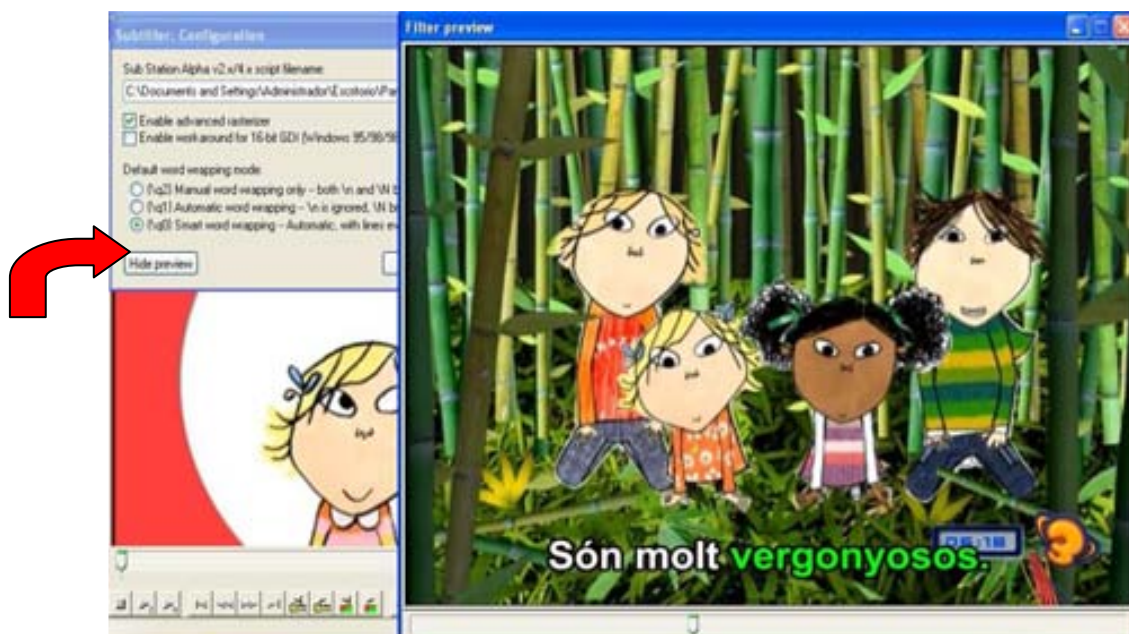 Subtitler: Configuration
Filter preview
Sub Station Alpha v2.x/4.x script filename:
C:\Documents and Settings\Administrador\Escritorio\Par
Enable advanced rasterizer
Enable workaround for 16-bit GDI (Windows 95/98/98
Default word wrapping mode:
(\q2) Manual word wrapping only -- both \n and \N b
(\q1) Automatic word wrapping -- \n is ignored, \N br
(\q0) Smart word wrapping -- Automatic, with lines ev
Hide preview
Són molt vergonyosos.
3